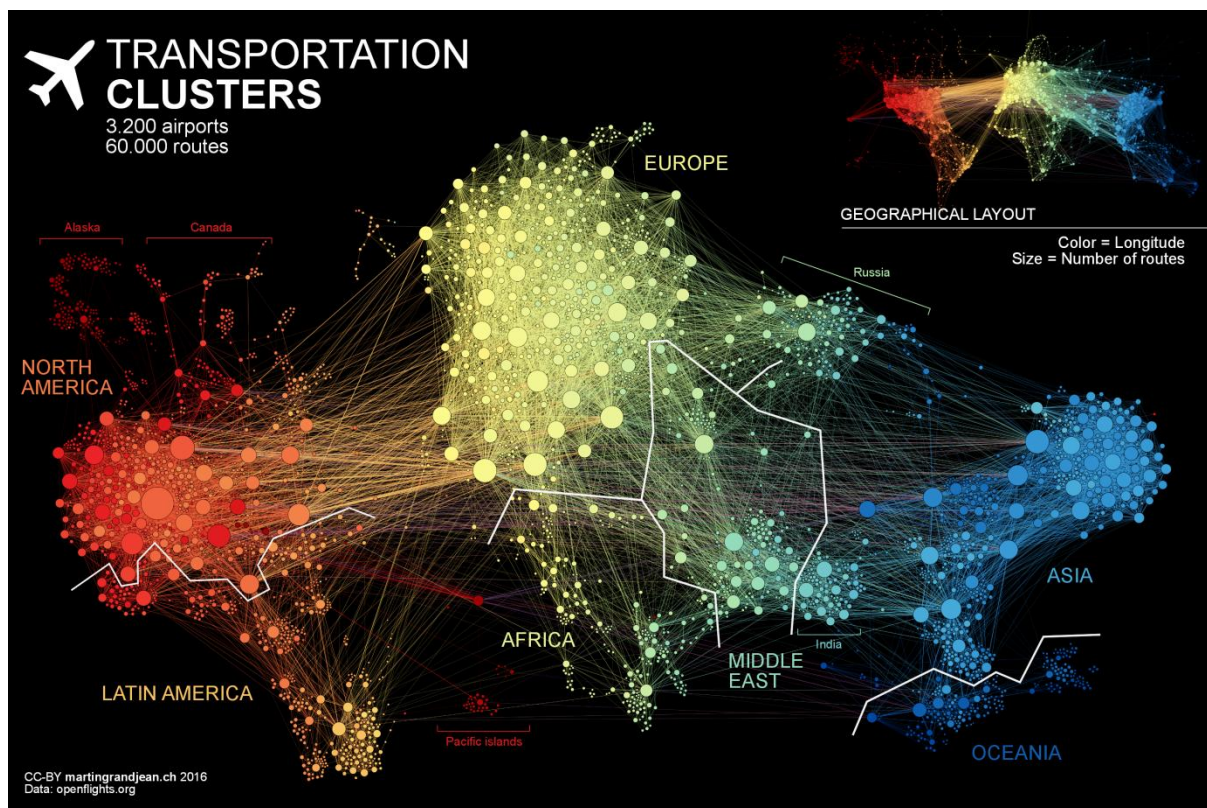 TRANSPORTATION
CLUSTERS
3.200 airports
60.000 routes
EUROPE
GEOGRAPHICAL LAYOUT
Color = Longitude
Size = Number of routes
Alaska
Canada
Russia
NORTH
AMERICA
ASIA
AFRICA
India
MIDDLE
EAST
LATIN AMERICA
Pacific islands
OCEANIA
CC-BY martingrandjean.ch 2016
Data: openflights.org